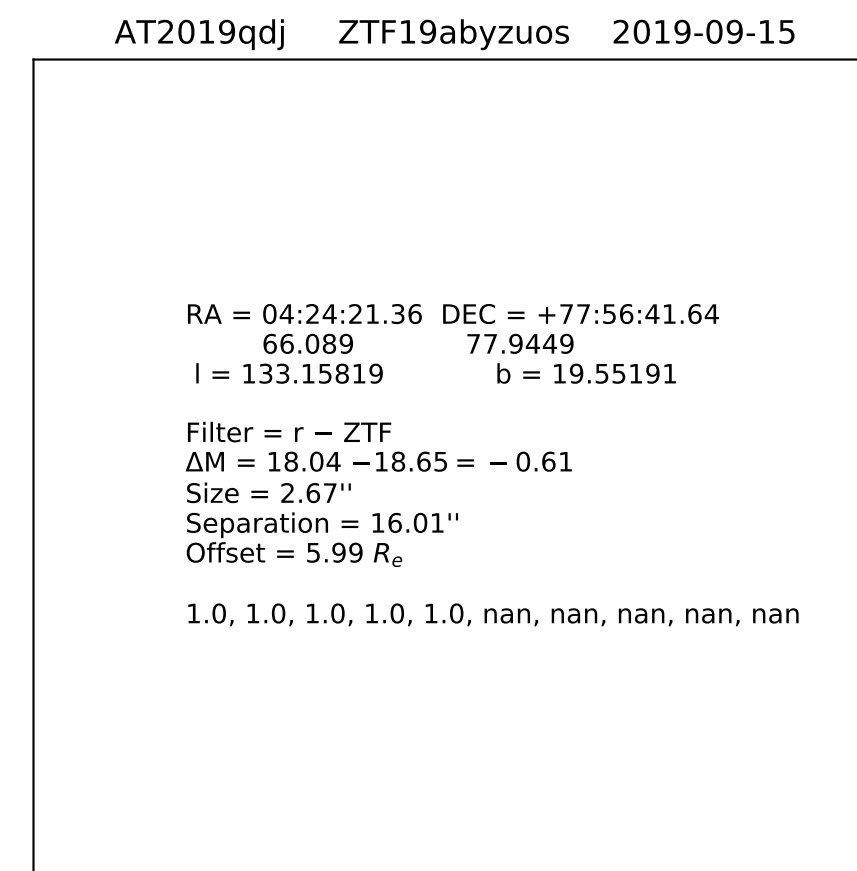 AT2019qdj ZTF19abyzuos 2019-09-15
RA = 04:24:21.36 DEC = +77:56:41.64
66.089 77.9449
l = 133.15819 b = 19.55191
Filter = r − ZTF
ΔM = 18.04 −18.65 = − 0.61
Size = 2.67''
Separation = 16.01''
Offset = 5.99 Rₑ
1.0, 1.0, 1.0, 1.0, 1.0, nan, nan, nan, nan, nan